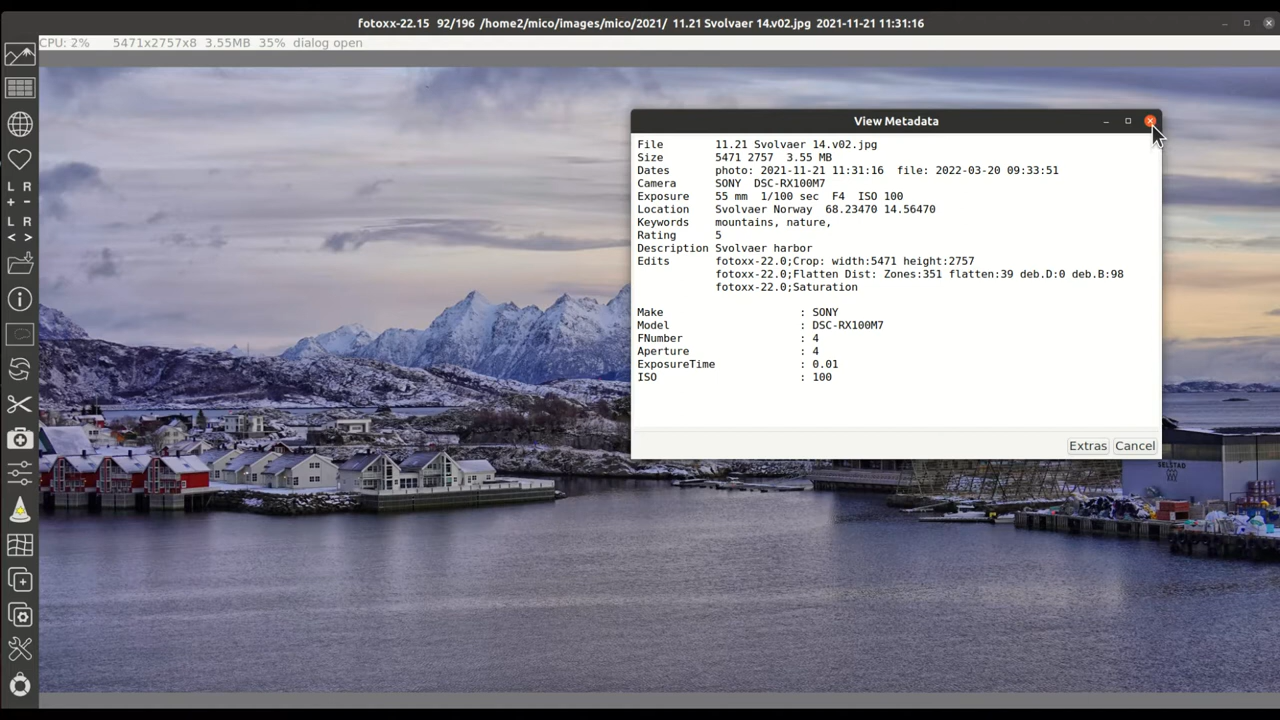 fotoxx-22.15 92/196 /home2/mico/images/mico/2021/ 11.21 Svolvaer 14.v02.jpg 2021-11-21 11:31:16
CPU: 2% 5471x2757x8 3.55MB 35% dialog open
L R
+ -
L R
< >
View Metadata
File 11.21 Svolvaer 14.v02.jpg
Size 5471 2757 3.55 MB
Dates photo: 2021-11-21 11:31:16 file: 2022-03-20 09:33:51
Camera SONY DSC-RX100M7
Exposure 55 mm 1/100 sec F4 ISO 100
Location Svolvaer Norway 68.23470 14.56470
Keywords mountains, nature,
Rating 5
Description Svolvaer harbor
Edits fotoxx-22.0;Crop: width:5471 height:2757
fotoxx-22.0;Flatten Dist: Zones:351 flatten:39 deb.D:0 deb.B:98
fotoxx-22.0;Saturation
Make : SONY
Model : DSC-RX100M7
FNumber : 4
Aperture : 4
ExposureTime : 0.01
ISO : 100
Extras Cancel
SELSTAD